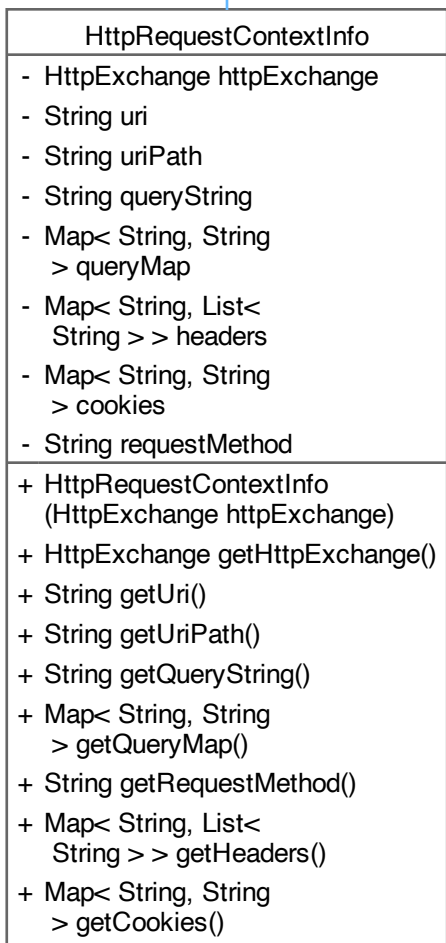 HttpRequestContextInfo
- HttpExchange httpExchange
- String uri
- String uriPath
- String queryString
- Map< String, String
> queryMap
- Map< String, List<
String > > headers
- Map< String, String
> cookies
- String requestMethod
+ HttpRequestContextInfo
(HttpExchange httpExchange)
+ HttpExchange getHttpExchange()
+ String getUri()
+ String getUriPath()
+ String getQueryString()
+ Map< String, String
> getQueryMap()
+ String getRequestMethod()
+ Map< String, List<
String > > getHeaders()
+ Map< String, String
> getCookies()